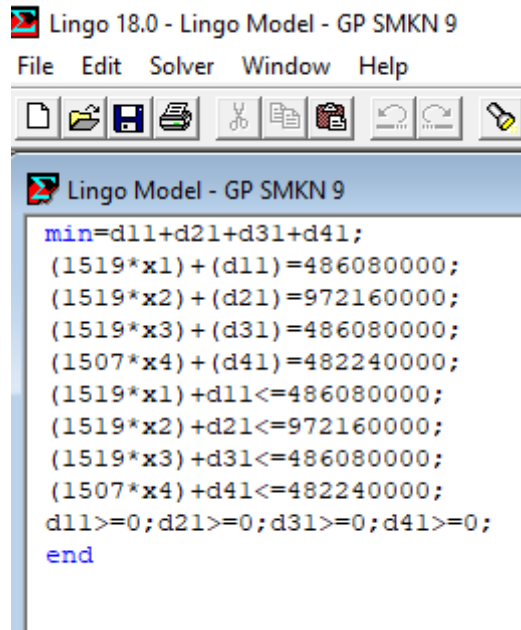 Lingo 18.0 - Lingo Model - GP SMKN 9
File Edit Solver Window Help
Lingo Model - GP SMKN 9
min=d11+d21+d31+d41;
(1519*x1)+(d11)=486080000;
(1519*x2)+(d21)=972160000;
(1519*x3)+(d31)=486080000;
(1507*x4)+(d41)=482240000;
(1519*x1)+d11<=486080000;
(1519*x2)+d21<=972160000;
(1519*x3)+d31<=486080000;
(1507*x4)+d41<=482240000;
d11>=0;d21>=0;d31>=0;d41>=0;
end